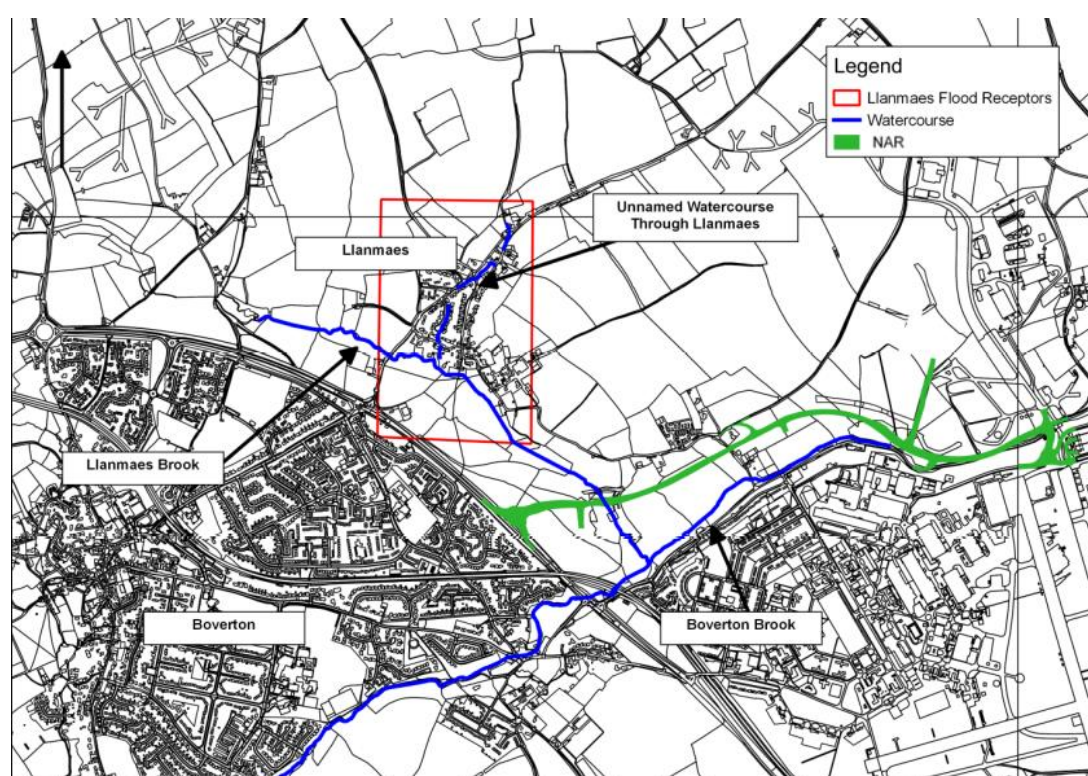 Legend
Llanmaes Flood Receptors
Watercourse
NAR
Unnamed Watercourse
Through Llanmaes
Llanmaes
Llanmaes Brook
Boverton
Boverton Brook